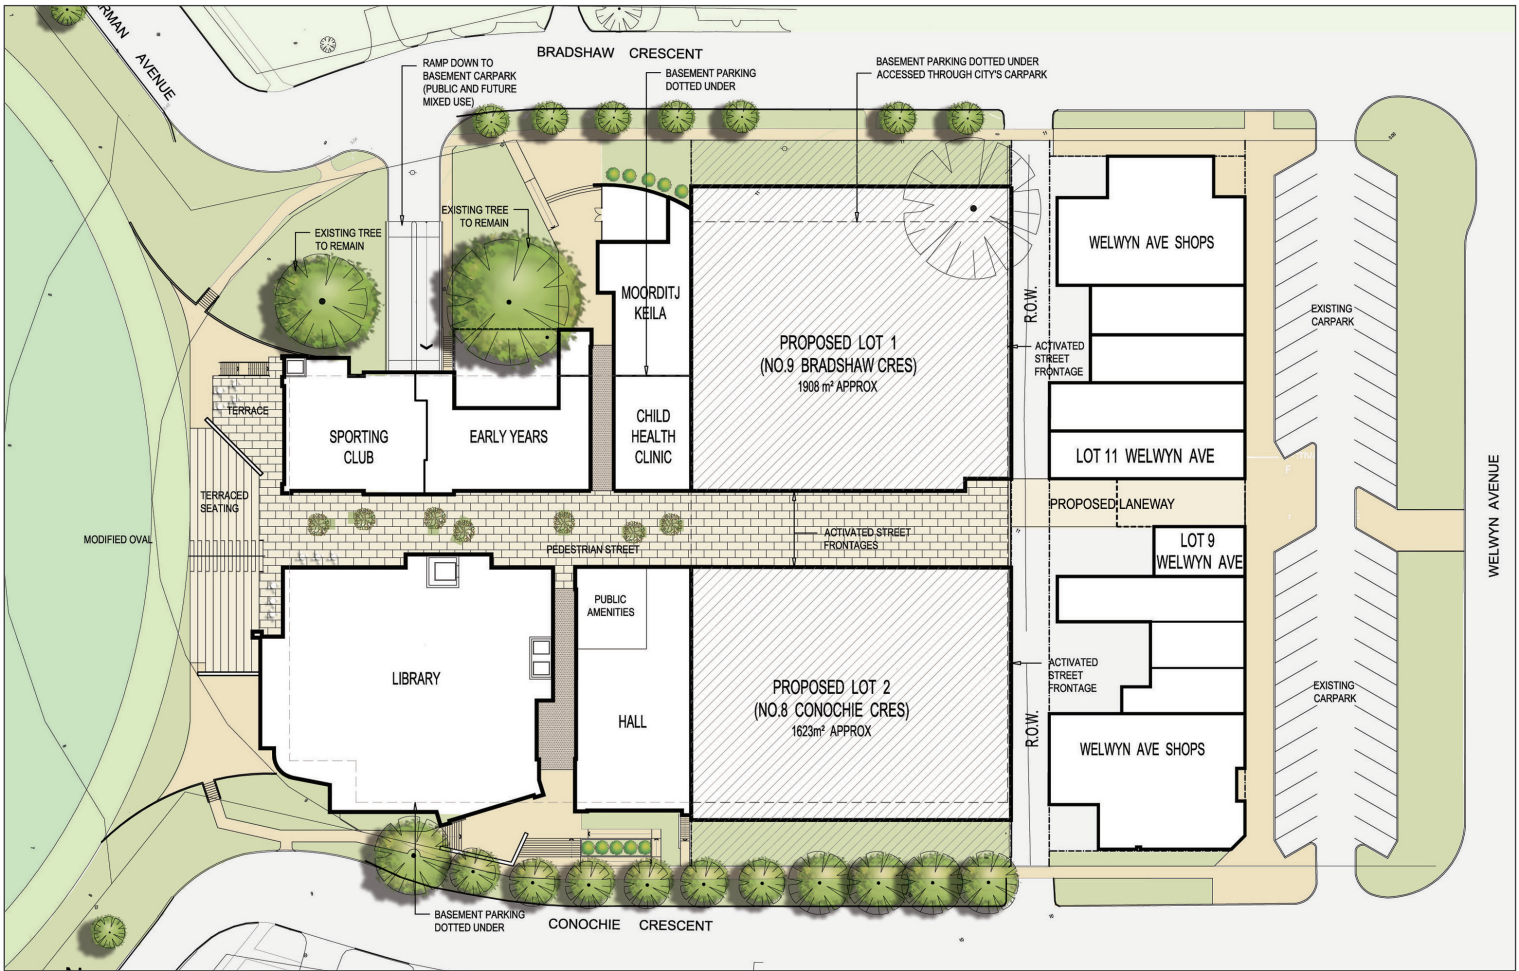 RMAN AVENUE
BRADSHAW CRESCENT
RAMP DOWN TO
BASEMENT CARPARK
(PUBLIC AND FUTURE
MIXED USE)
BASEMENT PARKING
DOTTED UNDER
BASEMENT PARKING DOTTED UNDER
ACCESSED THROUGH CITY'S CARPARK
EXISTING TREE
TO REMAIN
EXISTING TREE
TO REMAIN
MOORDITJ
KEILA
PROPOSED LOT 1
(NO.9 BRADSHAW CRES)
1908 m² APPROX
R.O.W.
ACTIVATED
STREET
FRONTAGE
WELWYN AVE SHOPS
EXISTING
CARPARK
TERRACE
SPORTING
CLUB
EARLY YEARS
CHILD
HEALTH
CLINIC
LOT 11 WELWYN AVE
TERRACED
SEATING
MODIFIED OVAL
PEDESTRIAN STREET
ACTIVATED STREET
FRONTAGES
PROPOSED LANEWAY
LOT 9
WELWYN AVE
WELWYN AVENUE
PUBLIC
AMENITIES
LIBRARY
HALL
PROPOSED LOT 2
(NO.8 CONOCHIE CRES)
1623m² APPROX
R.O.W.
ACTIVATED
STREET
FRONTAGE
WELWYN AVE SHOPS
EXISTING
CARPARK
BASEMENT PARKING
DOTTED UNDER
CONOCHIE CRESCENT